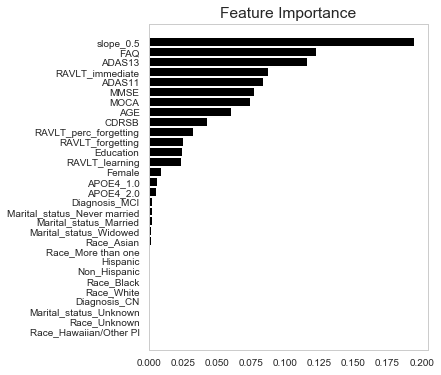 Feature Importance
slope_0.5
FAQ
ADAS13
RAVLT_immediate
ADAS11
MMSE
MOCA
AGE
CDRSB
RAVLT_perc_forgetting
RAVLT_forgetting
Education
RAVLT_learning
Female
APOE4_1.0
APOE4_2.0
Diagnosis_MCI
Marital_status_Never married
Marital_status_Married
Marital_status_Widowed
Race_Asian
Race_More than one
Hispanic
Non_Hispanic
Race_Black
Race_White
Diagnosis_CN
Marital_status_Unknown
Race_Unknown
Race_Hawaiian/Other PI
0.000 0.025 0.050 0.075 0.100 0.125 0.150 0.175 0.200